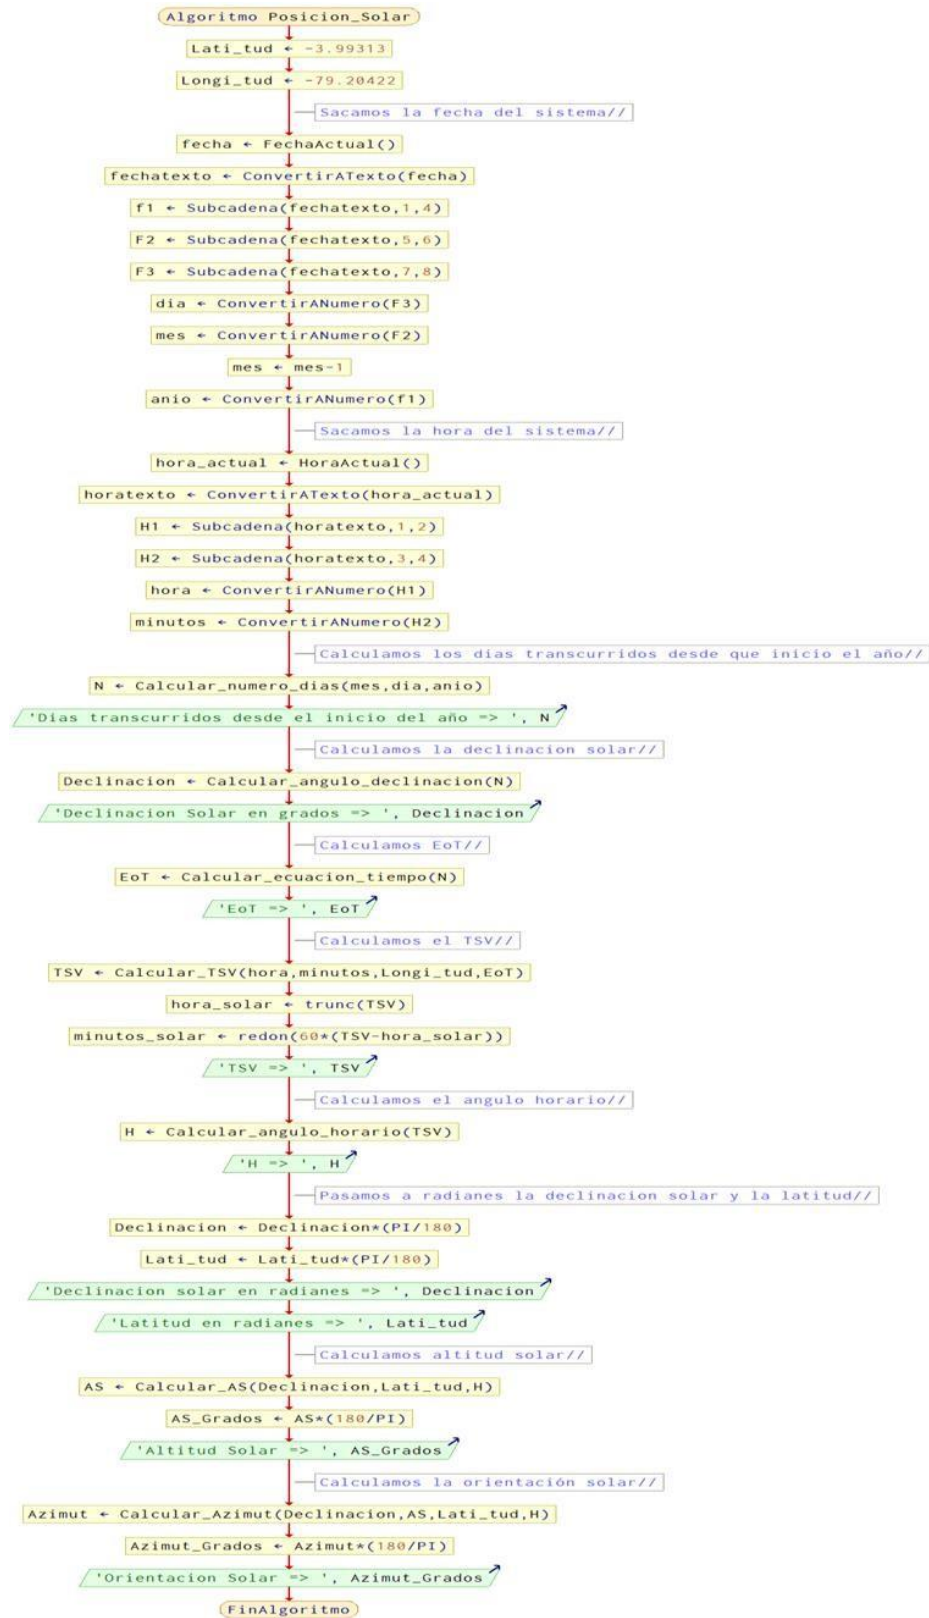 Algoritmo Posicion_Solar
Lati_tud ← -3.99313
Longi_tud ← -79.20422
Sacamos la fecha del sistema//
fecha ← FechaActual()
fechatexto ← ConvertirATexto(fecha)
f1 ← Subcadena(fechatexto,1,4)
F2 ← Subcadena(fechatexto,5,6)
F3 ← Subcadena(fechatexto,7,8)
dia ← ConvertirANumero(F3)
mes ← ConvertirANumero(F2)
mes ← mes-1
anio ← ConvertirANumero(f1)
Sacamos la hora del sistema//
hora_actual ← HoraActual()
horatexto ← ConvertirATexto(hora_actual)
H1 ← Subcadena(horatexto,1,2)
H2 ← Subcadena(horatexto,3,4)
hora ← ConvertirANumero(H1)
minutos ← ConvertirANumero(H2)
Calculamos los dias transcurridos desde que inicio el año//
N ← Calcular_numero_dias(mes,dia,anio)
'Dias transcurridos desde el inicio del año => ', N
Calculamos la declinacion solar//
Declinacion ← Calcular_angulo_declinacion(N)
'Declinacion Solar en grados => ', Declinacion
Calculamos EoT//
EoT ← Calcular_ecuacion_tiempo(N)
'EoT => ', EoT
Calculamos el TSV//
TSV ← Calcular_TSV(hora,minutos,Longi_tud,EoT)
hora_solar ← trunc(TSV)
minutos_solar ← redon(60*(TSV-hora_solar))
'TSV => ', TSV
Calculamos el angulo horario//
H ← Calcular_angulo_horario(TSV)
'H => ', H
Pasamos a radianes la declinacion solar y la latitud//
Declinacion ← Declinacion*(PI/180)
Lati_tud ← Lati_tud*(PI/180)
'Declinacion solar en radianes => ', Declinacion
'Latitud en radianes => ', Lati_tud
Calculamos altitud solar//
AS ← Calcular_AS(Declinacion,Lati_tud,H)
AS_Grados ← AS*(180/PI)
'Altitud Solar => ', AS_Grados
Calculamos la orientación solar//
Azimut ← Calcular_Azimut(Declinacion,AS,Lati_tud,H)
Azimut_Grados ← Azimut*(180/PI)
'Orientacion Solar => ', Azimut_Grados
FinAlgoritmo